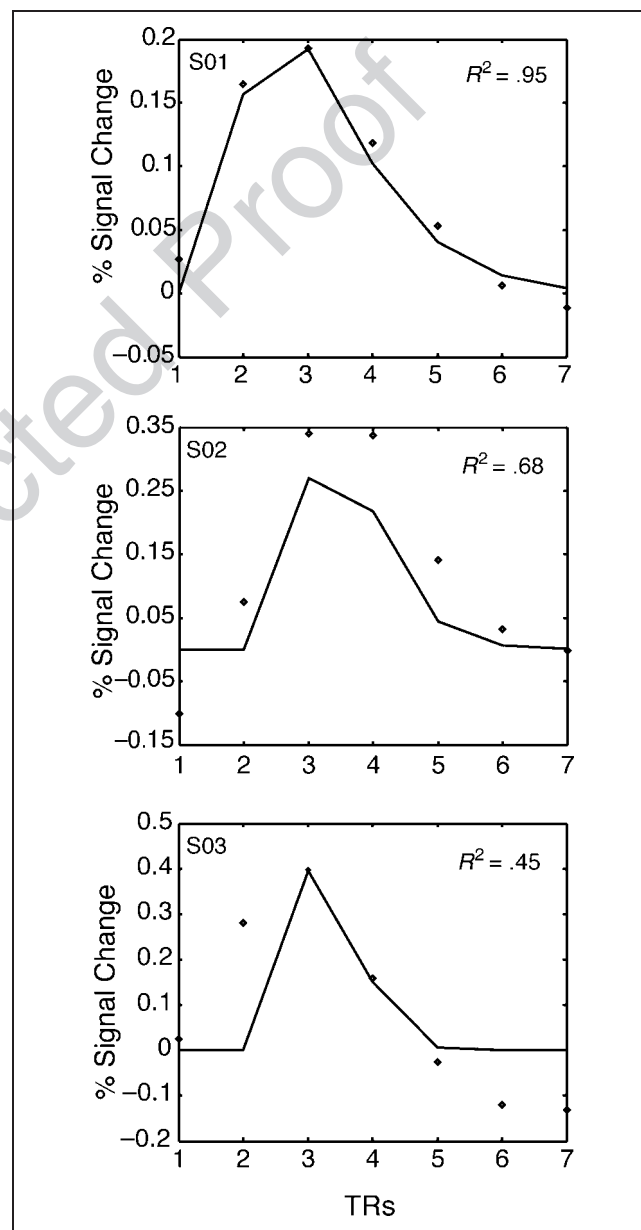 0.2
S01
R² = .95
0.15
0.1
0.05
0
−0.05
1 2 3 4 5 6 7
% Signal Change
0.35
S02
R² = .68
0.25
0.15
0.05
−0.05
−0.15
1 2 3 4 5 6 7
% Signal Change
0.5
S03
R² = .45
0.4
0.3
0.2
0.1
0
−0.1
−0.2
1 2 3 4 5 6 7
% Signal Change
TRs
cted Proof